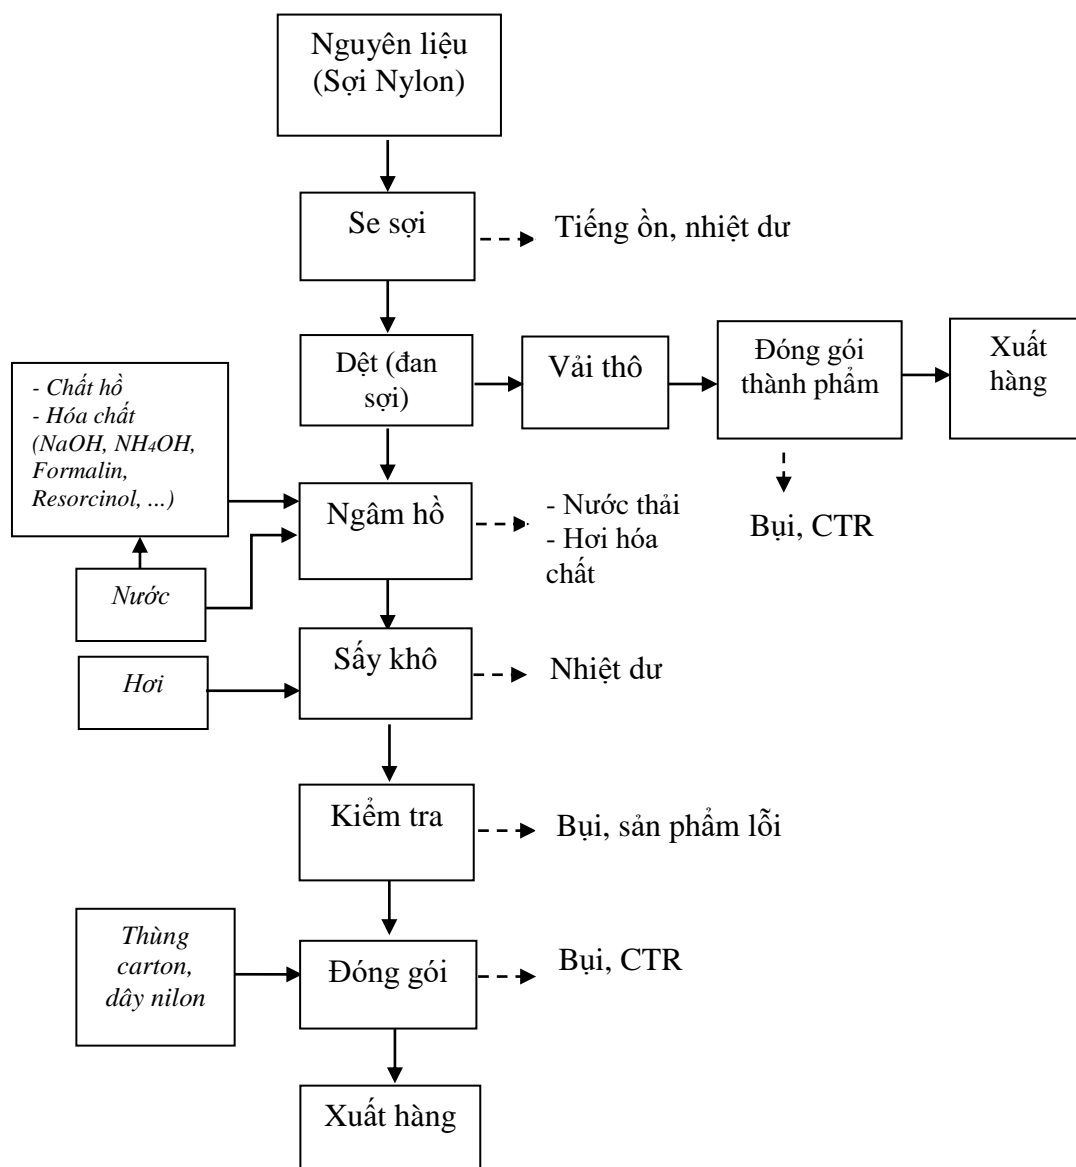 Nguyên liệu
(Sợi Nylon)
Se sợi
Tiếng ồn, nhiệt dư
Dệt (đan
sợi)
Vải thô
Đóng gói
thành phẩm
Xuất
hàng
- Chất hồ
- Hóa chất
(NaOH, NH4OH,
Formalin,
Resorcinol, ...)
Ngâm hồ
- Nước thải
- Hơi hóa
chất
Bụi, CTR
Nước
Sấy khô
Nhiệt dư
Hơi
Kiểm tra
Bụi, sản phẩm lỗi
Thùng
carton,
dây nilon
Đóng gói
Bụi, CTR
Xuất hàng